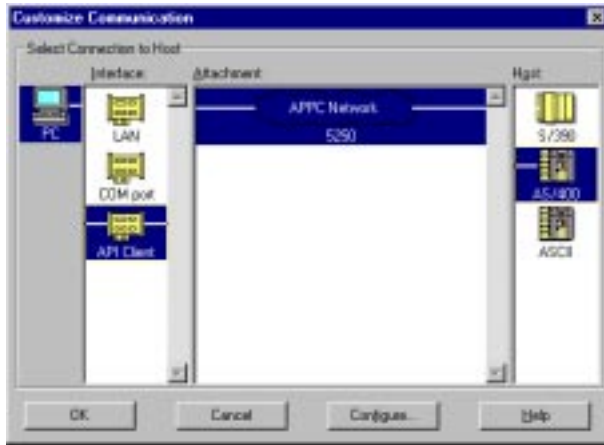 Customize Communication
Select Connection to Host
Interface Attachment Host
PC
LAN
COM port
API Client
APPC Network
5250
S/390
AS/400
ASCII
OK Cancel Configure... Help